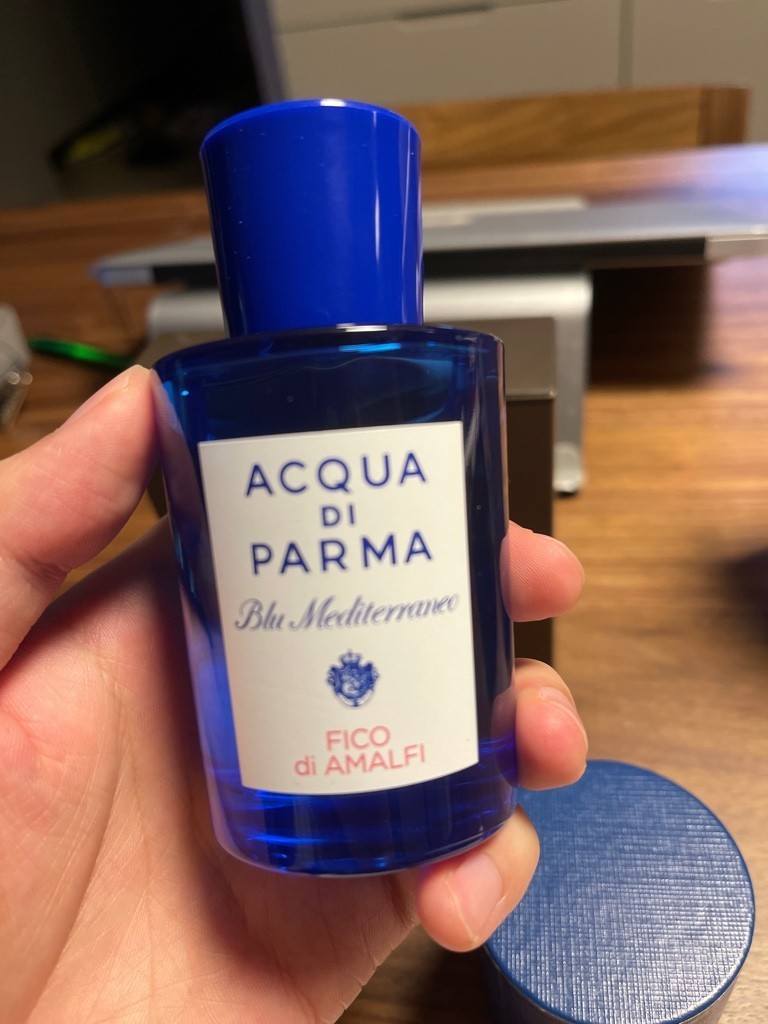 ACQUA
DI
PARMA
Blu Mediterraneo
FICO
di AMALFI